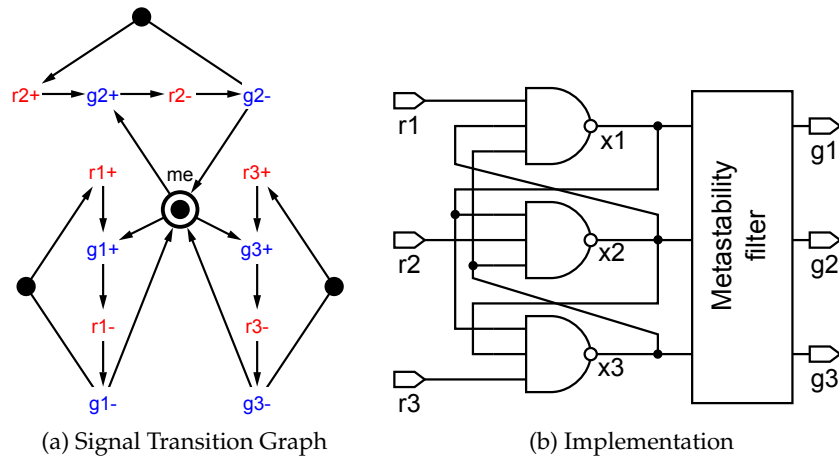 r2+ g2+ r2- g2-
me
r1+ r3+
g1+ g3+
r1- r3-
g1- g3-
(a) Signal Transition Graph
r1
r2
r3
x1
x2
x3
Metastability
filter
g1
g2
g3
(b) Implementation